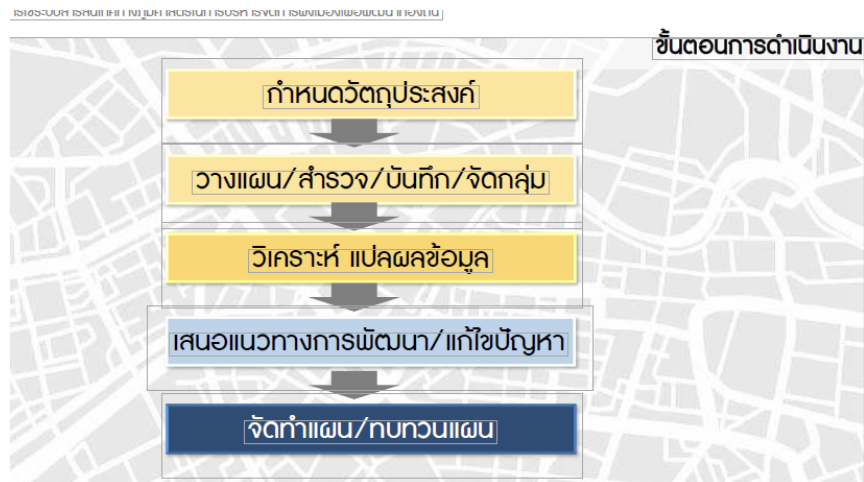 ขั้นตอนการดำเนินงาน
กำหนดวัตถุประสงค์
วางแผน/สำรวจ/บันทึก/จัดกลุ่ม
วิเคราะห์ แปลผลข้อมูล
เสนอแนวทางการพัฒนา/แก้ไขปัญหา
จัดทำแผน/ทบทวนแผน